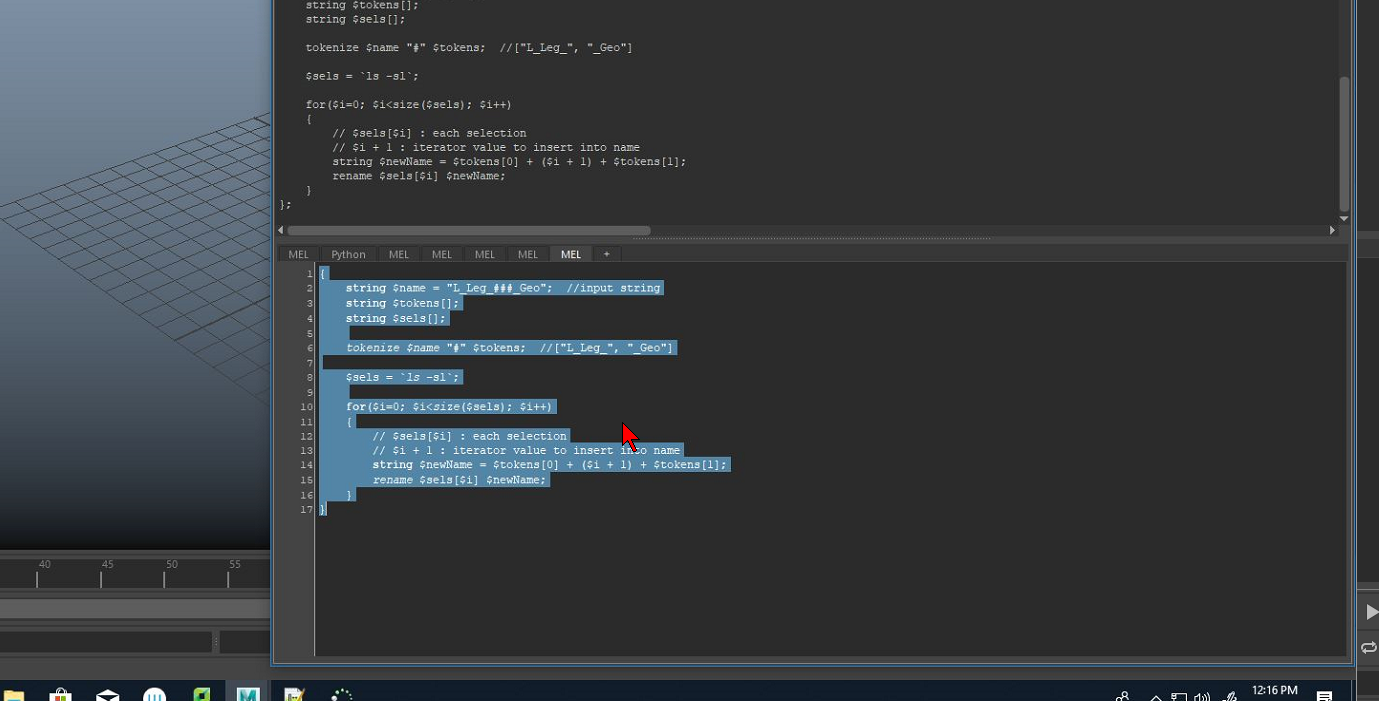 string $tokens[];
string $sels[];
tokenize $name "#" $tokens;  //["L_Leg_", "_Geo"]
$sels = `ls -sl`;
for($i=0; $i<size($sels); $i++)
{
// $sels[$i] : each selection
// $i + 1 : iterator value to insert into name
string $newName = $tokens[0] + ($i + 1) + $tokens[1];
rename $sels[$i] $newName;
}
};
MEL Python MEL MEL MEL MEL MEL +
1 {
2 string $name = "L_Leg_###_Geo";  //input string
3 string $tokens[];
4 string $sels[];
5
6 tokenize $name "#" $tokens;  //["L_Leg_", "_Geo"]
7
8 $sels = `ls -sl`;
9
10 for($i=0; $i<size($sels); $i++)
11 {
12 // $sels[$i] : each selection
13 // $i + 1 : iterator value to insert into name
14 string $newName = $tokens[0] + ($i + 1) + $tokens[1];
15 rename $sels[$i] $newName;
16 }
17 }
40 45 50 55
12:16 PM